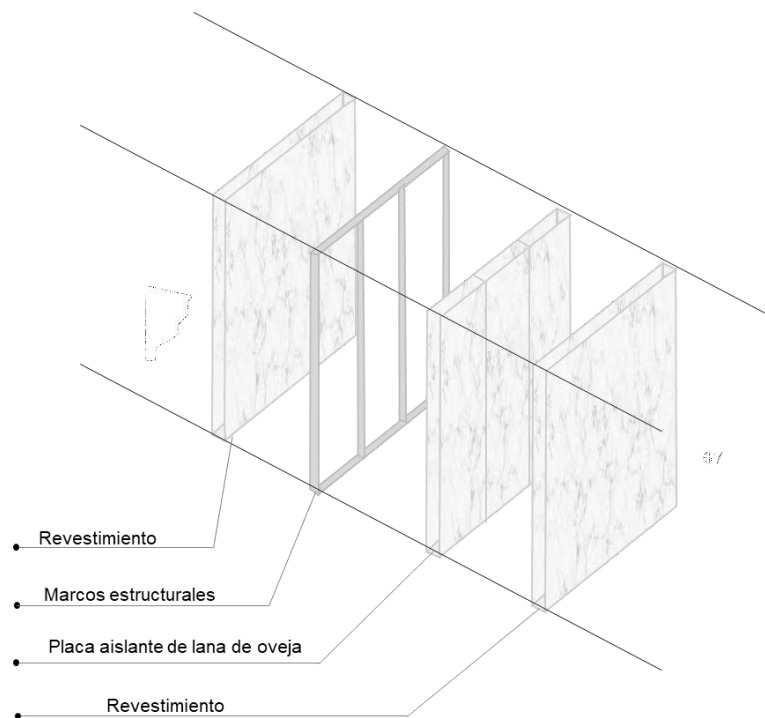 Revestimiento
Marcos estructurales
Placa aislante de lana de oveja
Revestimiento